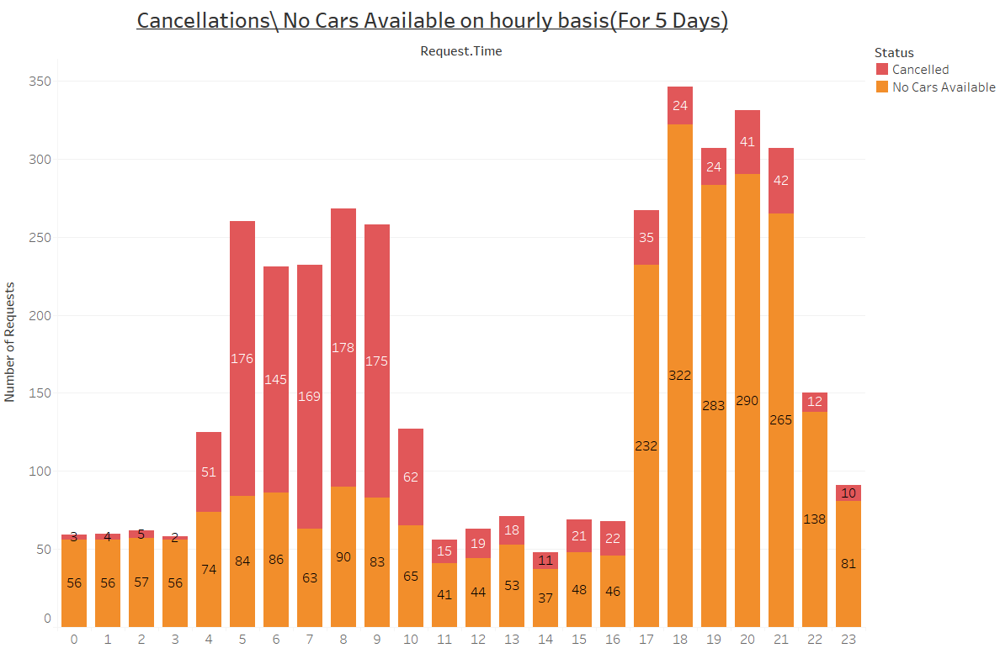 Cancellations\ No Cars Available on hourly basis(For 5 Days)
Request.Time
Status
Cancelled
No Cars Available
Number of Requests
350
300
250
200
150
100
50
0
3 4 5 2 51 176 145 169 178 175 62 15 19 18 11 21 22 35 24 24 41 42 12 10
56 56 57 56 74 84 86 63 90 83 65 41 44 53 37 48 46 232 322 283 290 265 138 81
0 1 2 3 4 5 6 7 8 9 10 11 12 13 14 15 16 17 18 19 20 21 22 23